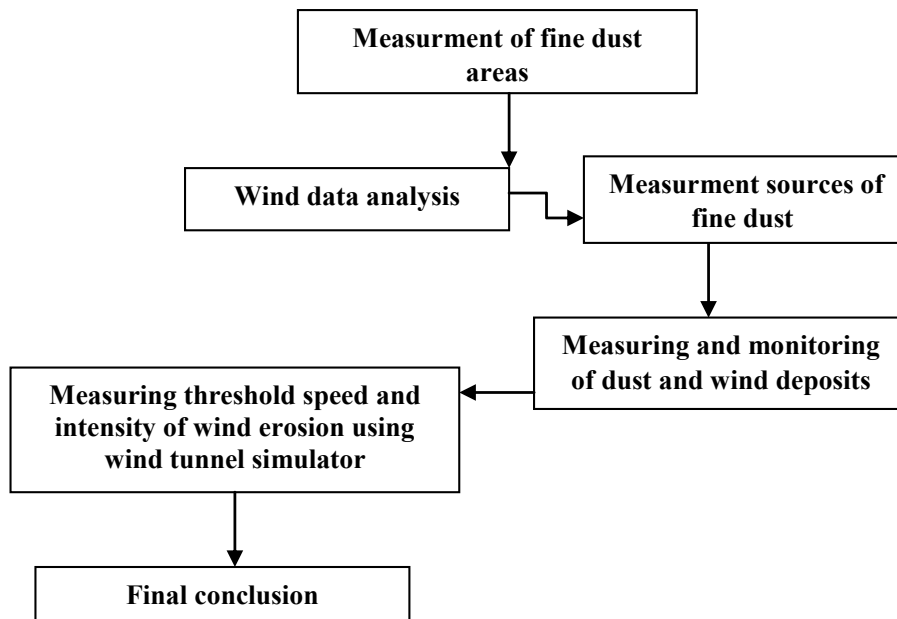 Measurment of fine dust
areas
Wind data analysis
Measurment sources of
fine dust
Measuring and monitoring
of dust and wind deposits
Measuring threshold speed and
intensity of wind erosion using
wind tunnel simulator
Final conclusion